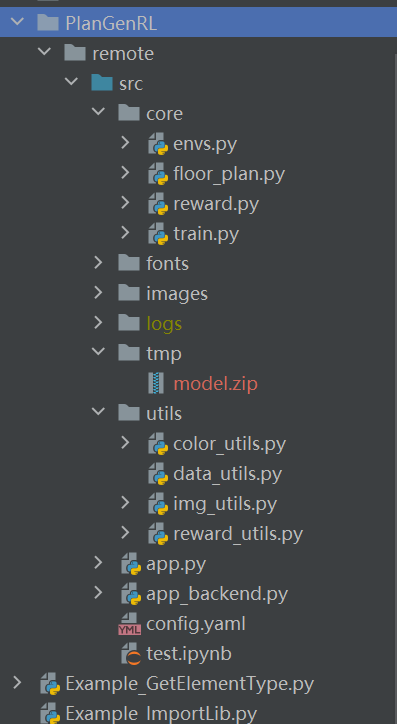 PlanGenRL
remote
src
core
envs.py
floor_plan.py
reward.py
train.py
fonts
images
logs
tmp
model.zip
utils
color_utils.py
data_utils.py
img_utils.py
reward_utils.py
app.py
app_backend.py
YML config.yaml
test.ipynb
Example_GetElementType.py
Example_ImportLib.py